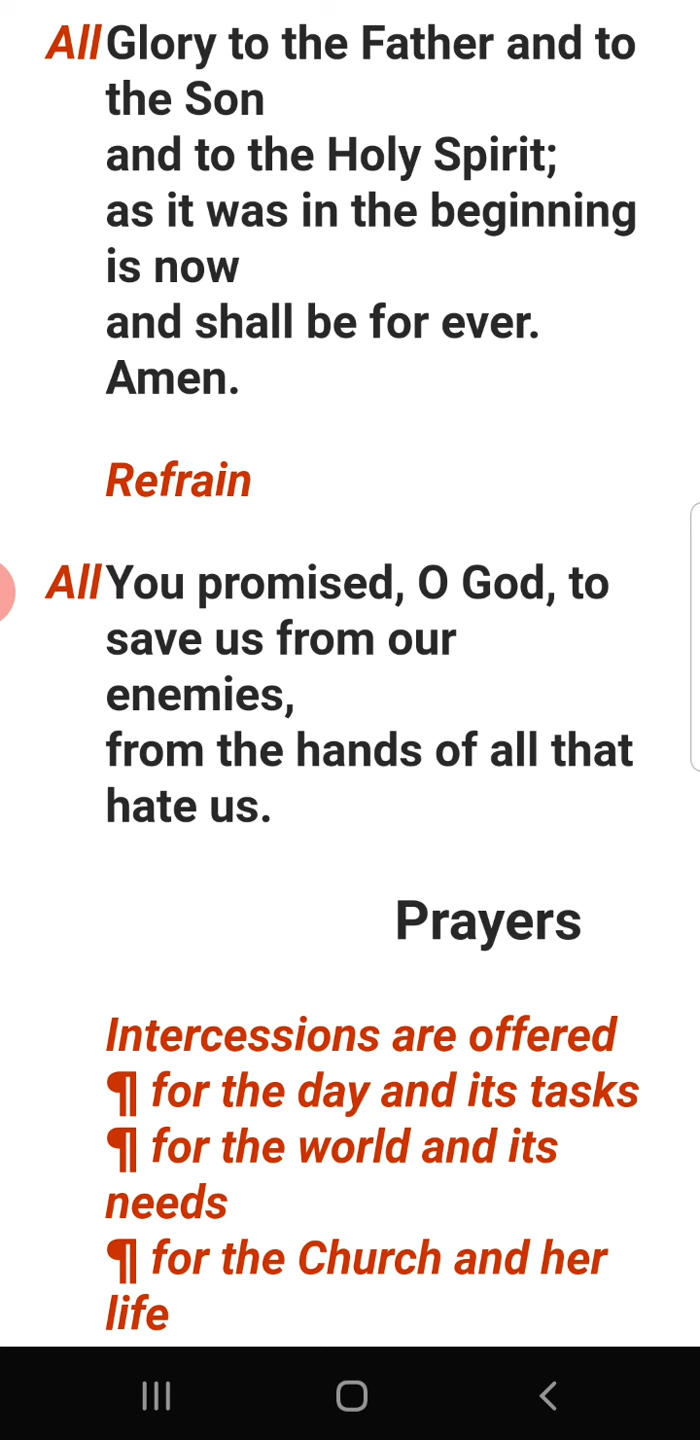 All Glory to the Father and to
the Son
and to the Holy Spirit;
as it was in the beginning
is now
and shall be for ever.
Amen.
Refrain
All You promised, O God, to
save us from our
enemies,
from the hands of all that
hate us.
Prayers
Intercessions are offered
¶ for the day and its tasks
¶ for the world and its
needs
¶ for the Church and her
life